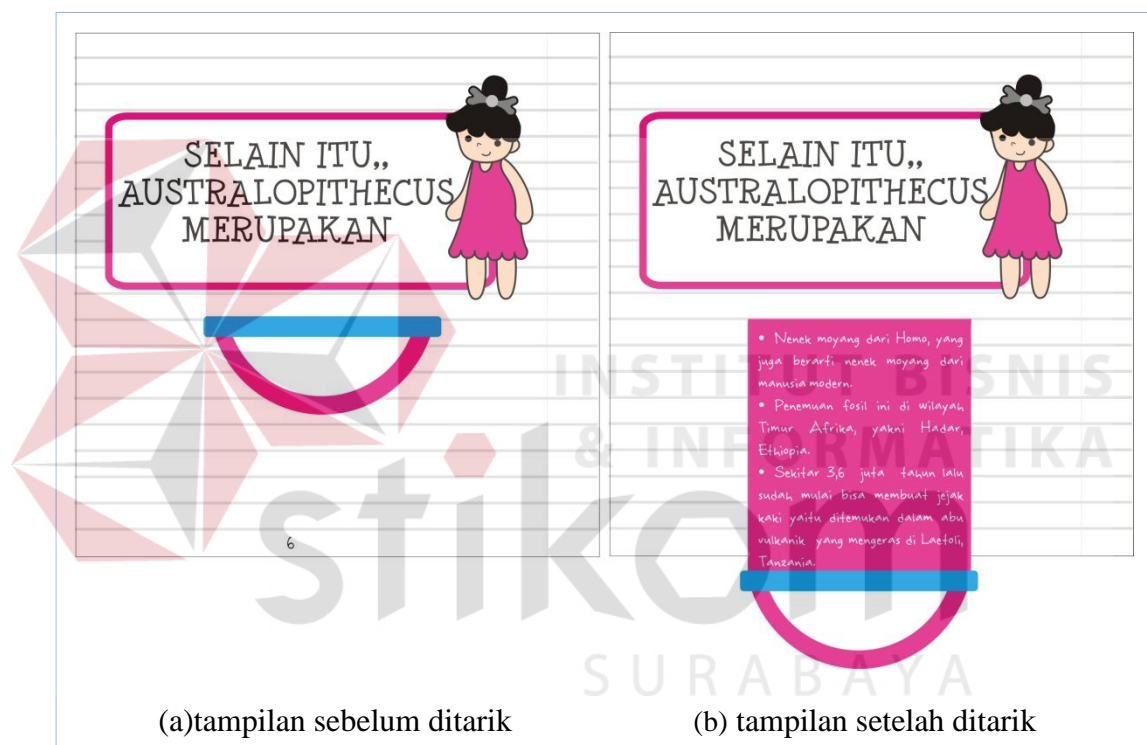 SELAIN ITU,,
AUSTRALOPITHECUS
MERUPAKAN
6
SELAIN ITU,,
AUSTRALOPITHECUS
MERUPAKAN
• Nenek moyang dari Homo, yang
juga berarti nenek moyang dari
manusia modern.
• Penemuan fosil ini di wilayah
Timur Afrika, yakni Hadar,
Ethiopia.
• Sekitar 3,6 juta tahun lalu
sudah mulai bisa membuat jejak
kaki yaitu ditemukan dalam abu
vulkanik yang mengeras di Laetoli,
Tanzania.
INSTITUT BISNIS
& INFORMATIKA
stikom
SURABAYA
(a)tampilan sebelum ditarik
(b) tampilan setelah ditarik